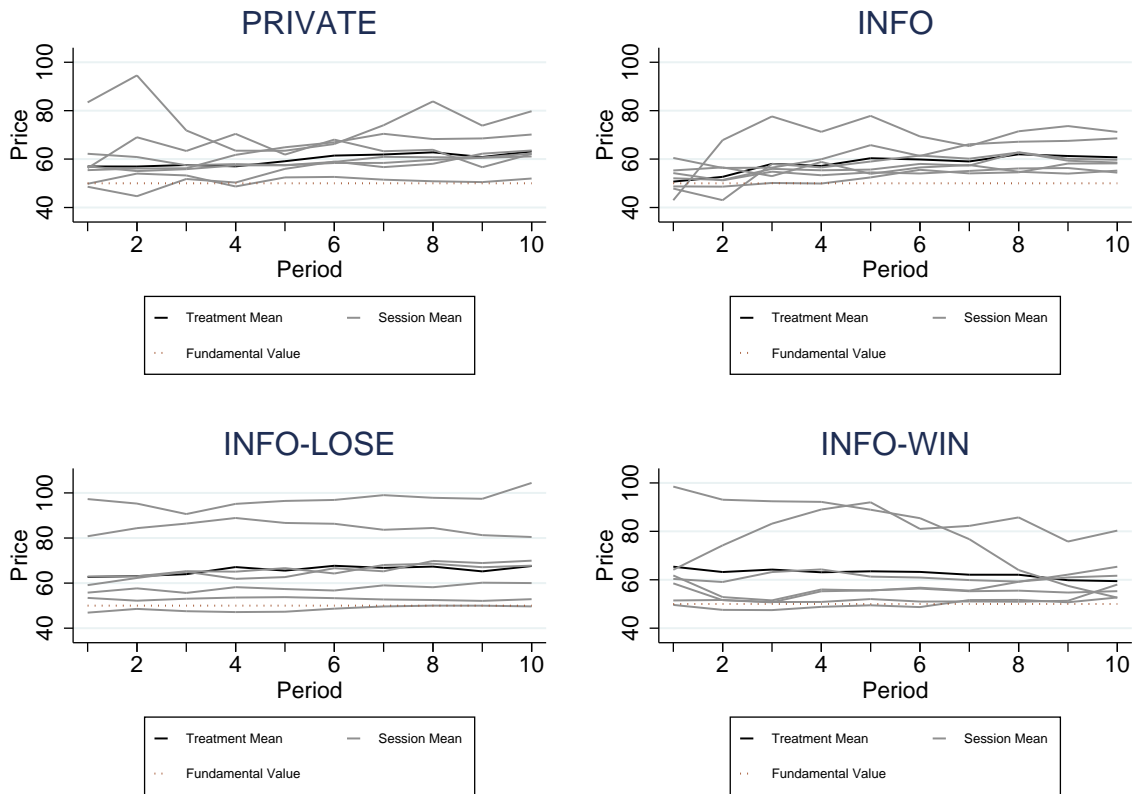 PRIVATE
Price
100
80
60
40
2 4 6 8 10
Period
Treatment Mean Session Mean
Fundamental Value
INFO
Price
100
80
60
40
2 4 6 8 10
Period
Treatment Mean Session Mean
Fundamental Value
INFO-LOSE
Price
100
80
60
40
2 4 6 8 10
Period
Treatment Mean Session Mean
Fundamental Value
INFO-WIN
Price
100
80
60
40
2 4 6 8 10
Period
Treatment Mean Session Mean
Fundamental Value